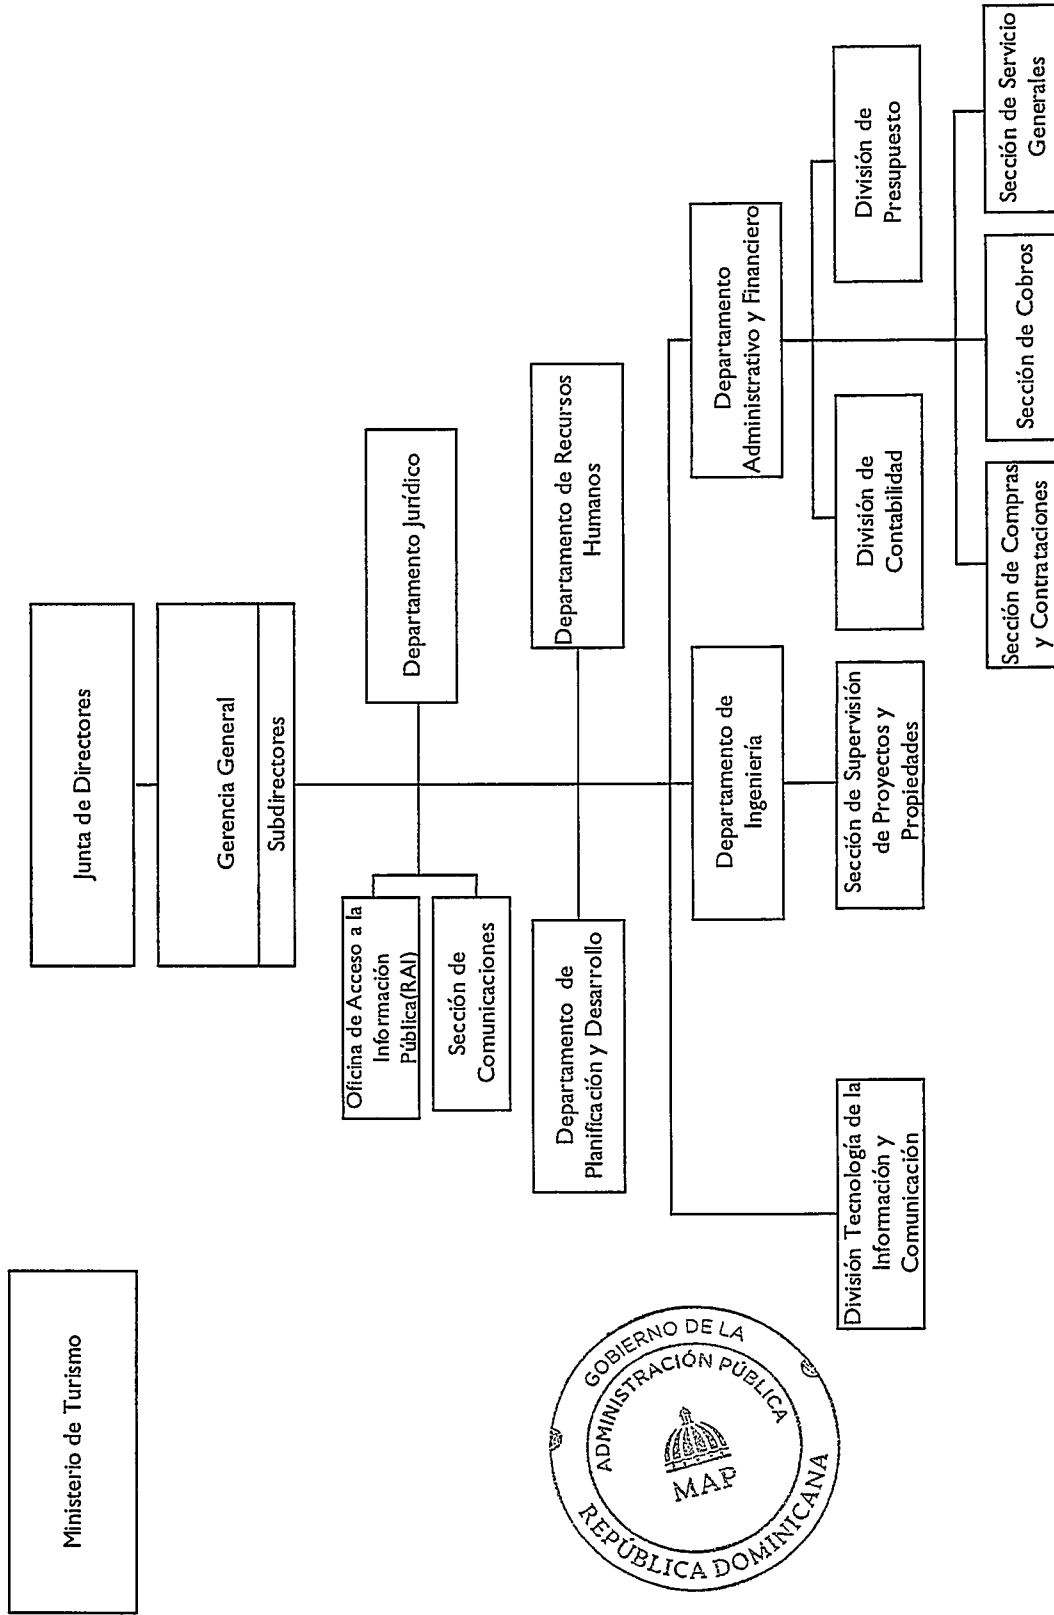 Ministerio de Turismo
Junta de Directores
Gerencia General
Subdirectores
Oficina de Acceso a la
Información
Pública(RAI)
Departamento Jurídico
Sección de
Comunicaciones
Departamento de
Planificación y Desarrollo
Departamento de Recursos
Humanos
División Tecnología de la
Información y
Comunicación
Departamento de
Ingeniería
Departamento
Administrativo y Financiero
Sección de Supervisión
de Proyectos y
Propiedades
División de
Contabilidad
División de
Presupuesto
Sección de Compras
y Contrataciones
Sección de Cobros
Sección de Servicio
Generales
GOBIERNO DE LA
REPÚBLICA DOMINICANA
ADMINISTRACIÓN PÚBLICA
MAP